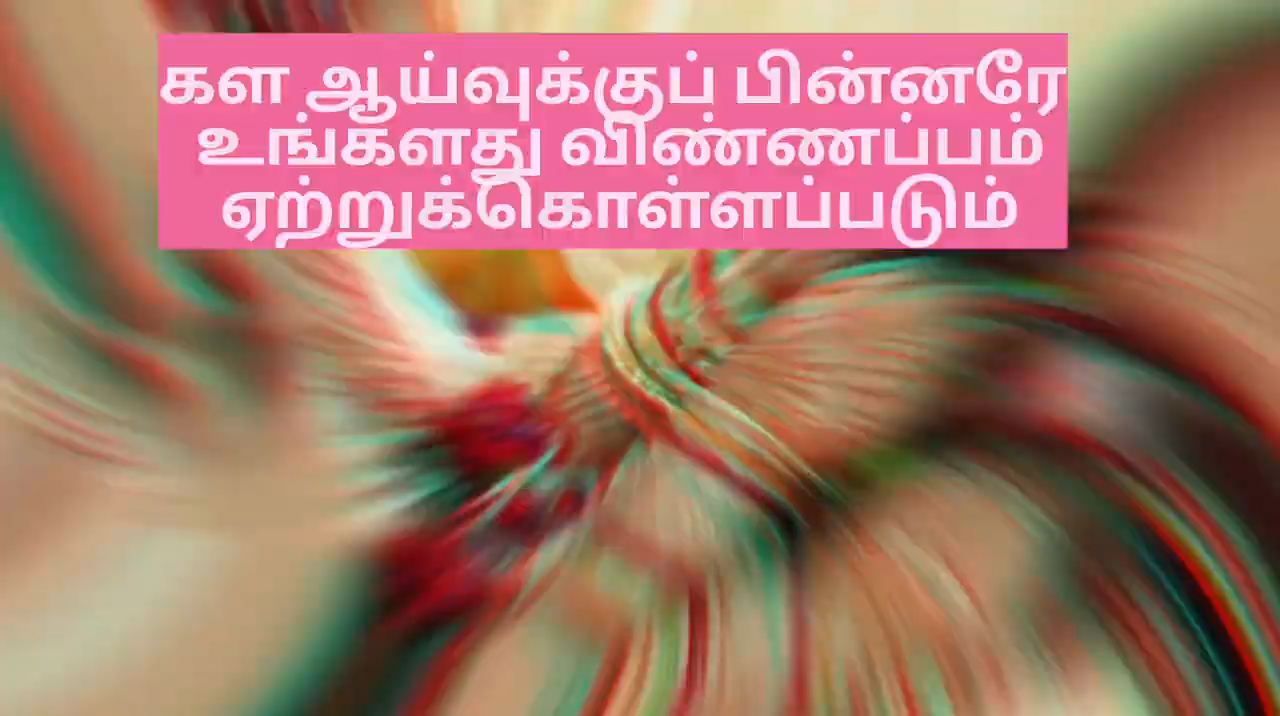 கள ஆய்வுக்குப் பின்னரே
உங்களது விண்ணப்பம்
ஏற்றுக்கொள்ளப்படும்